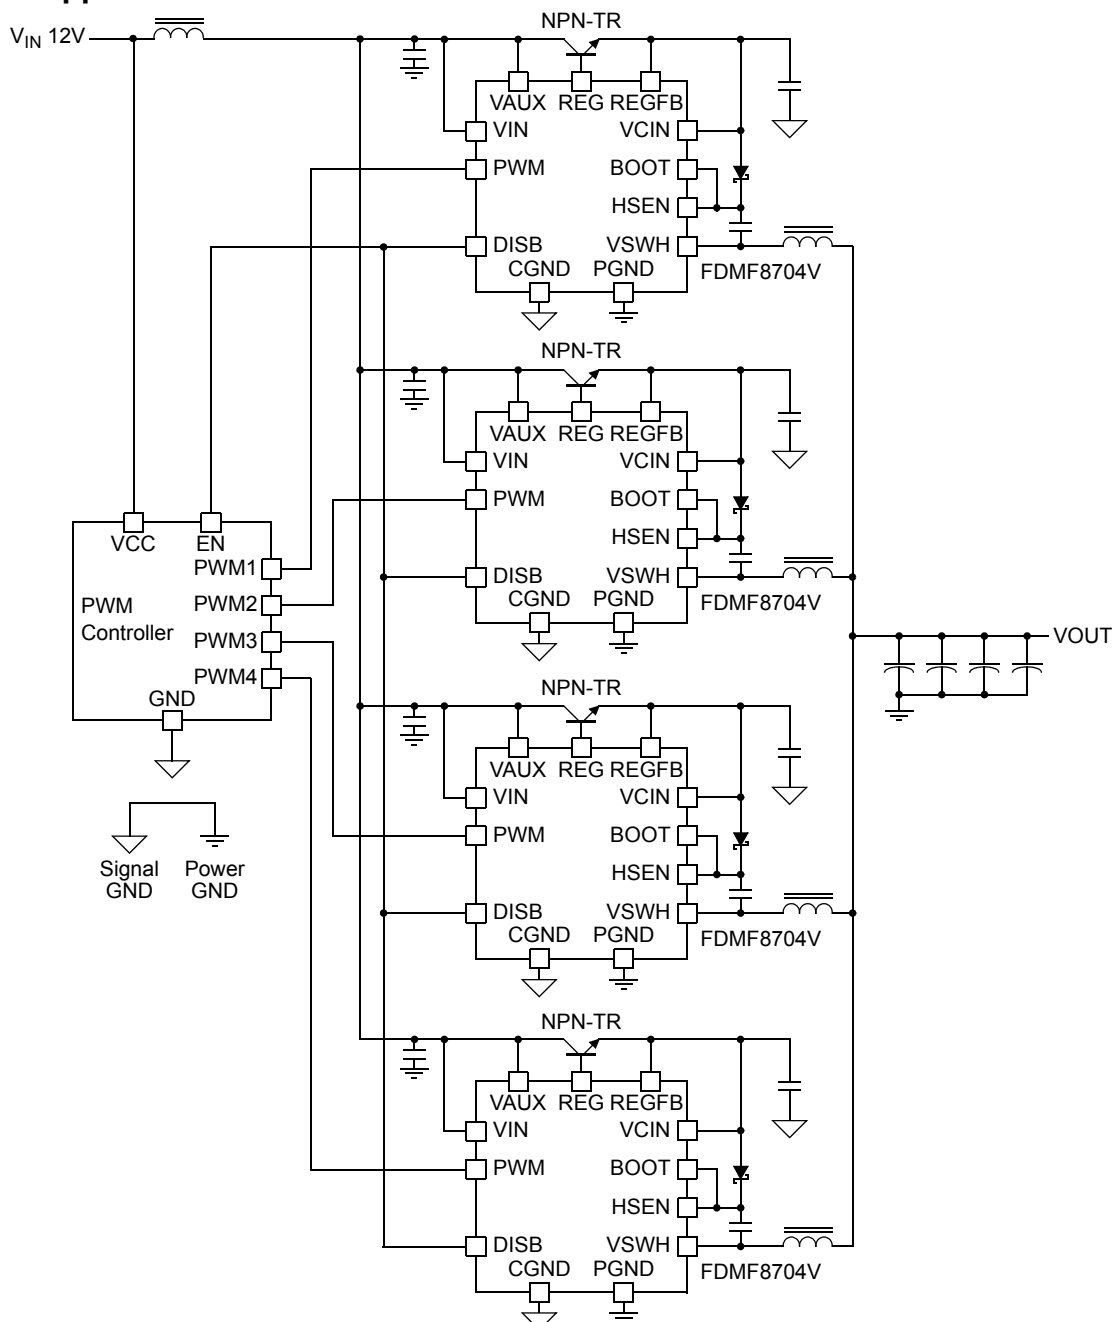 V_IN 12V
NPN-TR
VAUX REG REGFB
VIN VCIN
PWM BOOT
HSEN
DISB VSWH
CGND PGND
FDMF8704V
NPN-TR
VAUX REG REGFB
VIN VCIN
PWM BOOT
HSEN
DISB VSWH
CGND PGND
FDMF8704V
VCC EN
PWM1
PWM2
PWM3
PWM4
PWM
Controller
GND
VOUT
NPN-TR
VAUX REG REGFB
VIN VCIN
PWM BOOT
HSEN
DISB VSWH
CGND PGND
FDMF8704V
Signal
GND
Power
GND
NPN-TR
VAUX REG REGFB
VIN VCIN
PWM BOOT
HSEN
DISB VSWH
CGND PGND
FDMF8704V